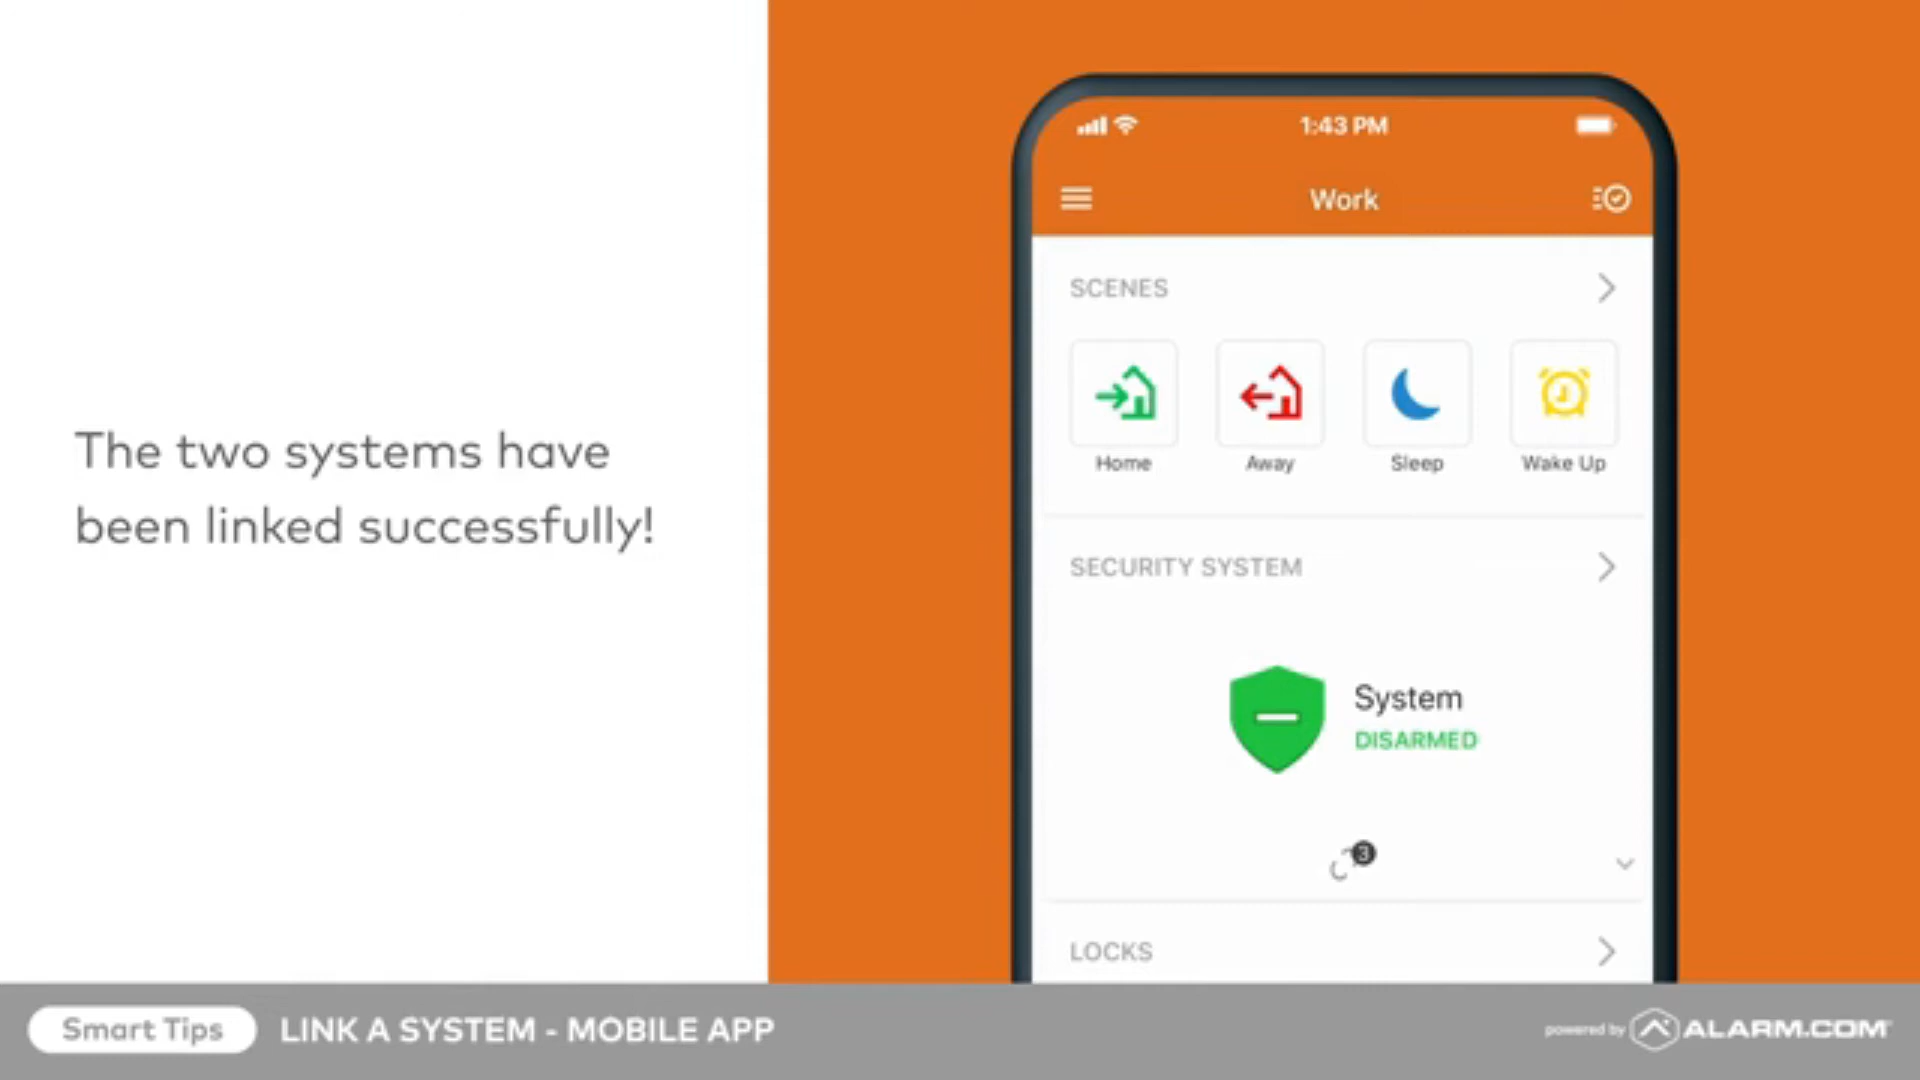 The two systems have
been linked successfully!
1:43 PM
Work
SCENES
Home
Away
Sleep
Wake Up
SECURITY SYSTEM
System
DISARMED
3
LOCKS
Smart Tips
LINK A SYSTEM - MOBILE APP
powered by ALARM.COM